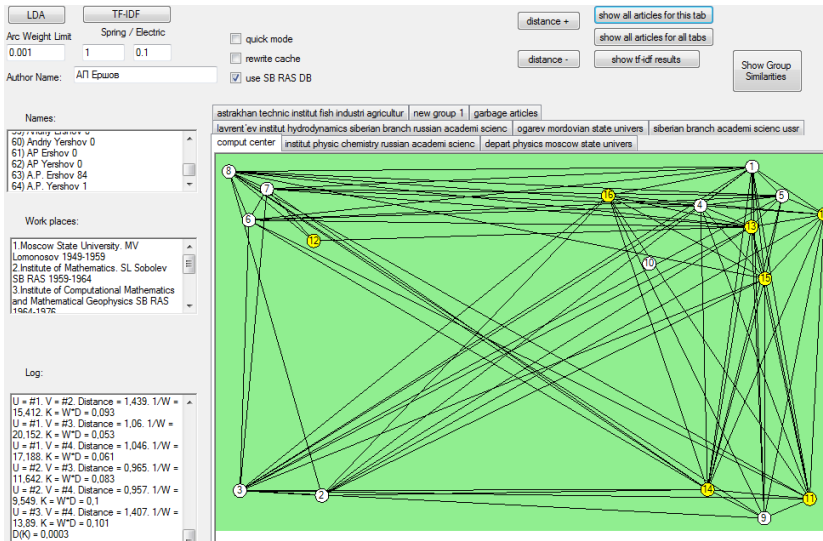 LDA
TF-IDF
Arc Weight Limit
Spring / Electric
0.001
1
0.1
Author Name:
АП Ершов
quick mode
rewrite cache
use SB RAS DB
distance +
distance -
show all articles for this tab
show all articles for all tabs
show tf-idf results
Show Group
Similarities
Names:
60) Andriy Yershov 0
61) AP Ershov 0
62) AP Yershov 0
63) A.P. Ershov 84
64) A.P. Yershov 1
Work places:
1.Moscow State University. MV
Lomonosov 1949-1959
2.Institute of Mathematics. SL Sobolev
SB RAS 1959-1964
3.Institute of Computational Mathematics
and Mathematical Geophysics SB RAS
1964-1976
Log:
U = #1. V = #2. Distance = 1,439. 1/W =
15,412. K = W*D = 0,093
U = #1. V = #3. Distance = 1,06. 1/W =
20,152. K = W*D = 0,053
U = #1. V = #4. Distance = 1,046. 1/W =
17,188. K = W*D = 0,061
U = #2. V = #3. Distance = 0,965. 1/W =
11,642. K = W*D = 0,083
U = #2. V = #4. Distance = 0,957. 1/W =
9,549. K = W*D = 0,1
U = #3. V = #4. Distance = 1,407. 1/W =
13,89. K = W*D = 0,101
D(K) = 0,0003
astrakhan technic institut fish industri agricultur
new group 1
garbage articles
lavrent`ev institut hydrodynamics siberian branch russian academi scienc
ogarev mordovian state univers
siberian branch academi scienc ussr
comput center
institut physic chemistry russian academi scienc
depart physics moscow state univers
1
8
7
16
5
4
6
13
12
10
15
3
2
14
11
9